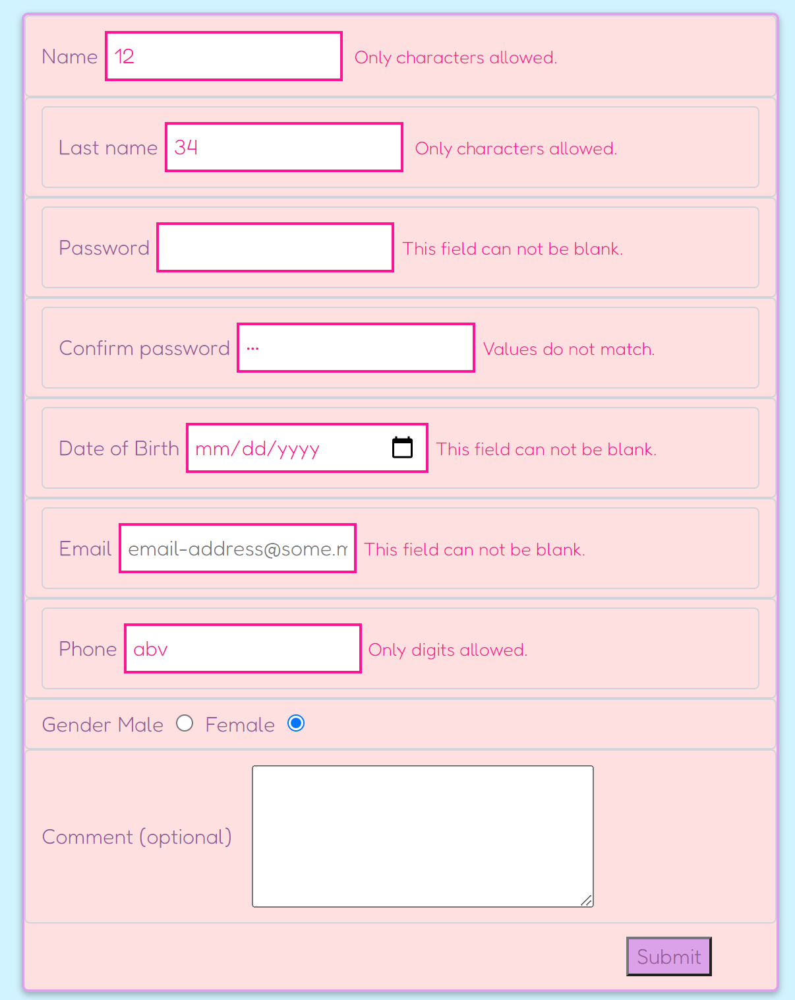 Name 12 Only characters allowed.
Last name 34 Only characters allowed.
Password This field can not be blank.
Confirm password ••• Values do not match.
Date of Birth mm/dd/yyyy This field can not be blank.
Email email-address@some.m This field can not be blank.
Phone abv Only digits allowed.
Gender Male Female
Comment (optional)
Submit